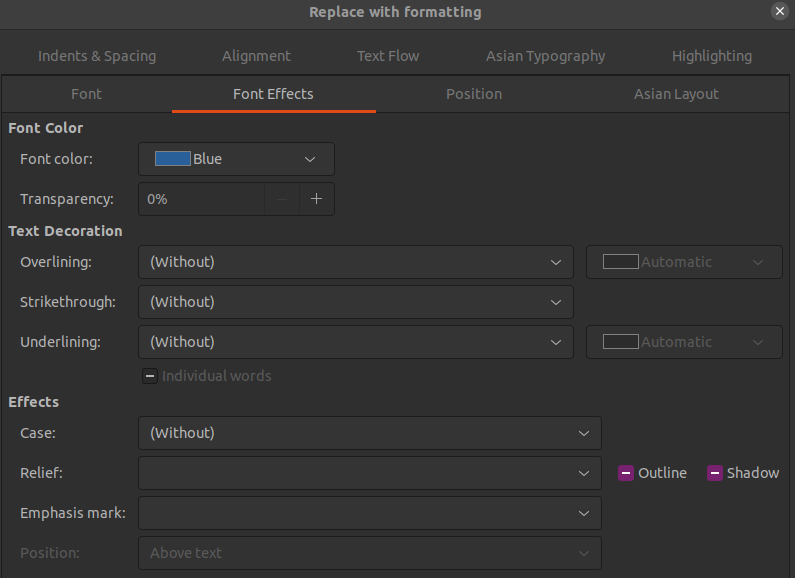 Replace with formatting
Indents & Spacing Alignment Text Flow Asian Typography Highlighting
Font Font Effects Position Asian Layout
Font Color
Font color: Blue
Transparency: 0%
Text Decoration
Overlining: (Without) Automatic
Strikethrough: (Without)
Underlining: (Without) Automatic
Individual words
Effects
Case: (Without)
Relief: Outline Shadow
Emphasis mark:
Position: Above text